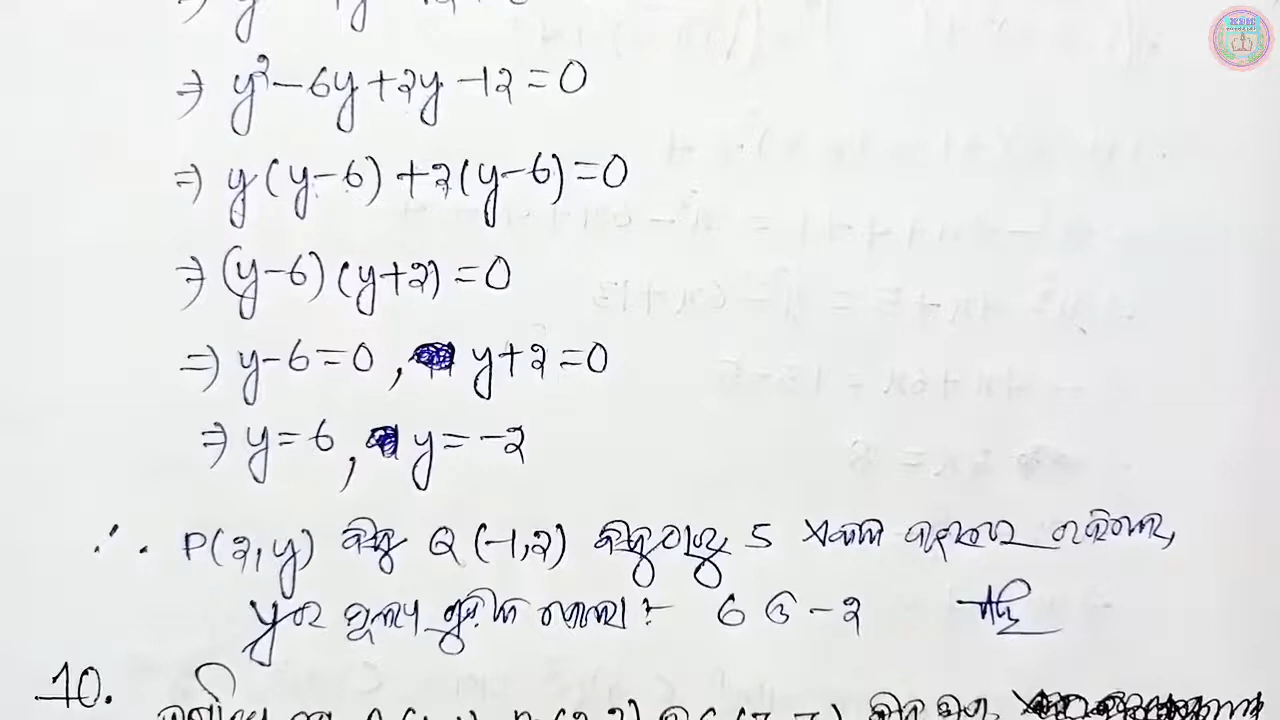 ⇒ y² - 6y + 2y - 12 = 0
⇒ y(y-6) + 2(y-6) = 0
⇒ (y-6) (y+2) = 0
⇒ y-6 = 0 , y+2 = 0
⇒ y = 6 , y = -2
∴ P(2,y) ବିନ୍ଦୁ Q (-1,2) ବିନ୍ଦୁଠାରୁ 5 ଏକକ ଦୂରରେ ରହିଲେ,
y ର ମୂଲ୍ୟ ଗୁଡ଼ିକ ହେଲେ :- 6 ଓ -2
10.